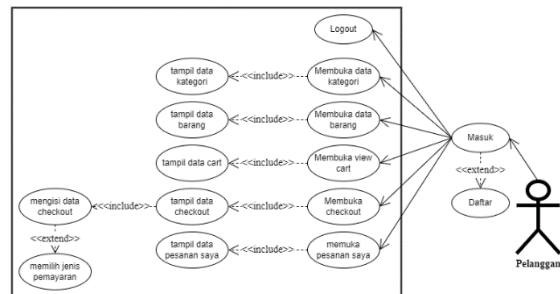 Logout
tampil data
kategori
<<include>>
Membuka data
kategori
tampil data
barang
<<include>>
Membuka data
barang
Masuk
tampil data cart
<<include>>
Membuka view
cart
<<extend>>
mengisi data
checkout
<<include>>
tampil data
checkout
<<include>>
Membuka
checkout
Daftar
<<extend>>
tampil data
pesanan saya
<<include>>
memuka
pesanan saya
Pelanggan
memilih jenis
pemayaran